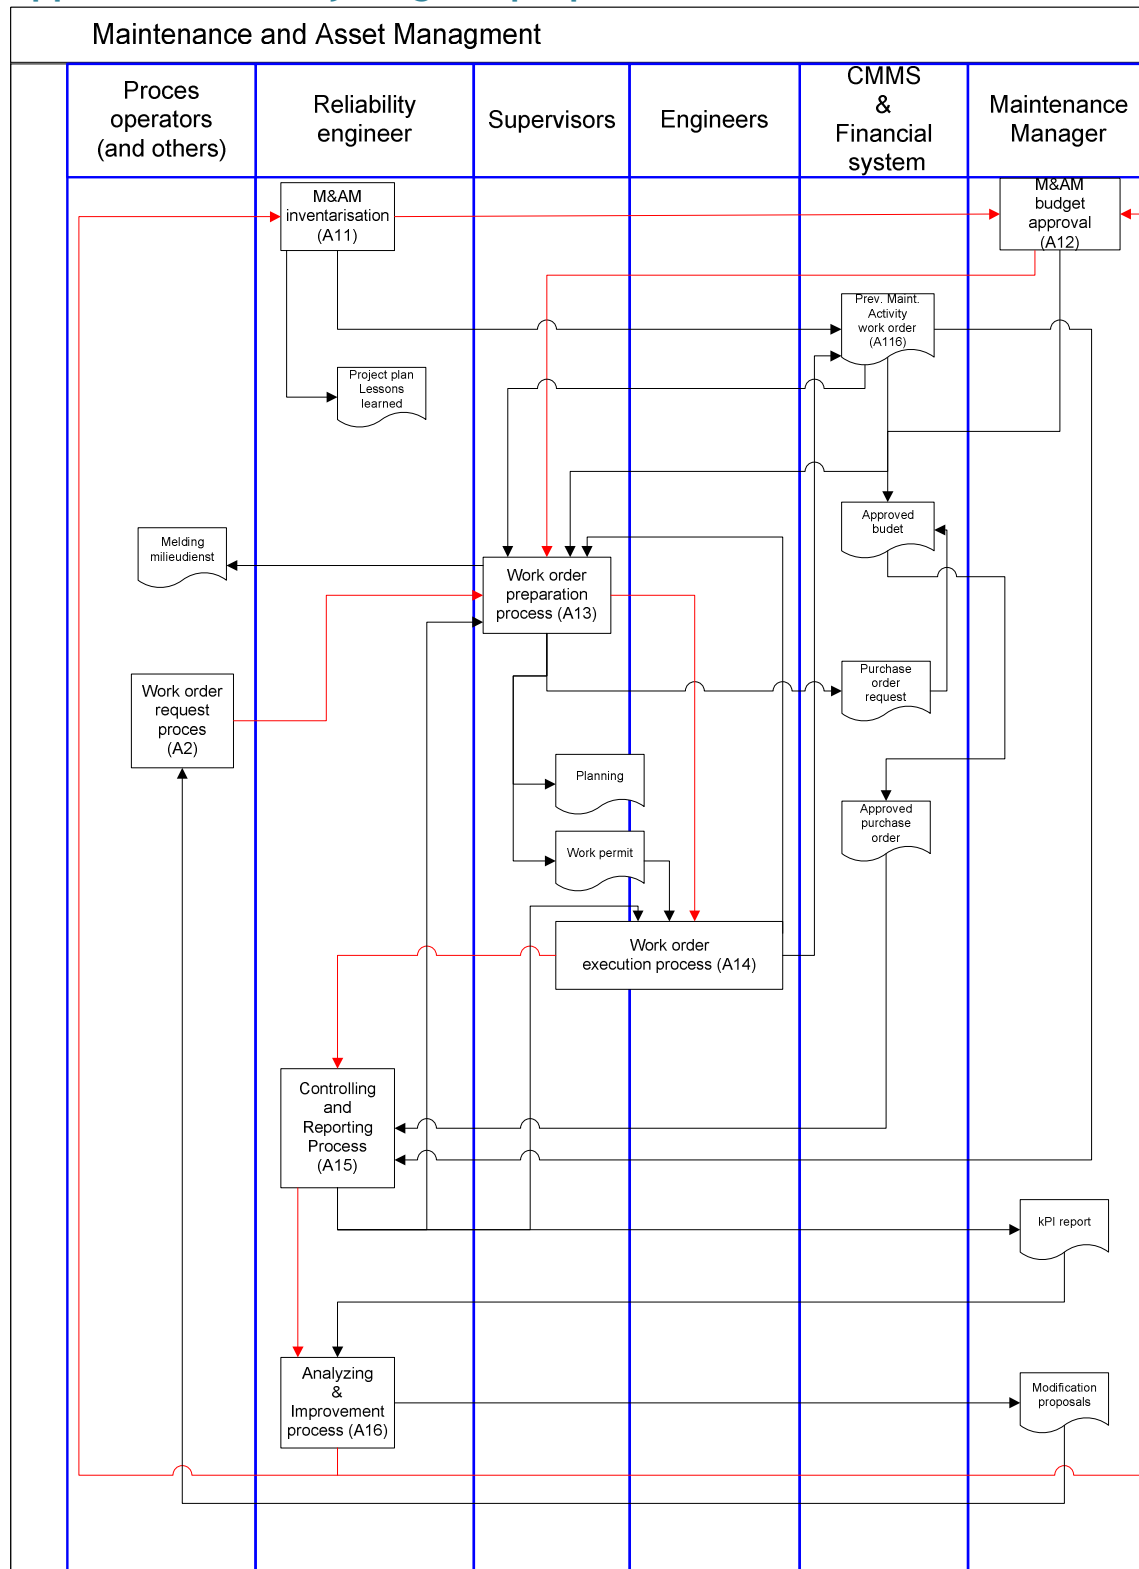 Maintenance and Asset Managment
Proces
operators
(and others)
Reliability
engineer
Supervisors
Engineers
CMMS
&
Financial
system
Maintenance
Manager
M&AM
inventarisation
(A11)
M&AM
budget
approval
(A12)
Prev. Maint.
Activity
work order
(A116)
Project plan
Lessons
learned
Approved
budet
Melding
milieudienst
Work order
preparation
process (A13)
Work order
request
proces
(A2)
Purchase
order
request
Planning
Approved
purchase
order
Work permit
Work order
execution process (A14)
Controlling
and
Reporting
Process
(A15)
kPI report
Analyzing
&
Improvement
process (A16)
Modification
proposals